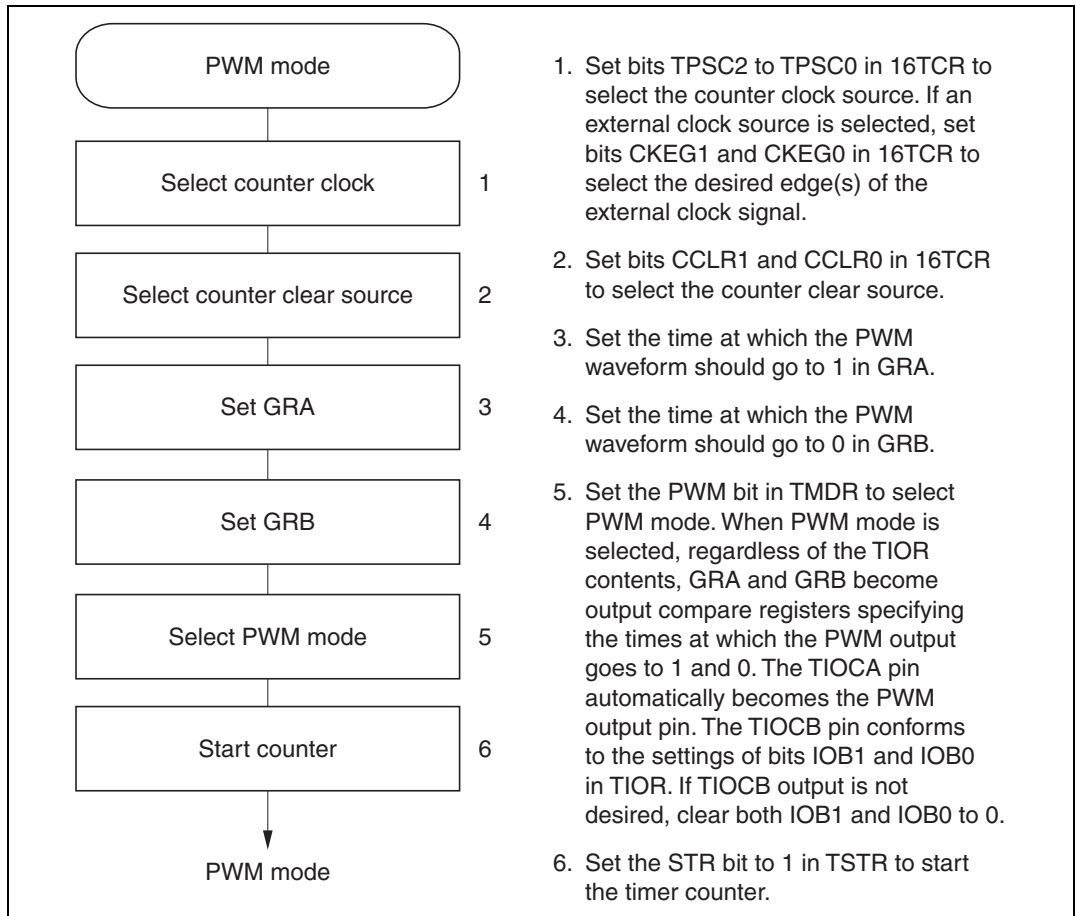 PWM mode
Select counter clock
1
Select counter clear source
2
Set GRA
3
Set GRB
4
Select PWM mode
5
Start counter
6
PWM mode
1. Set bits TPSC2 to TPSC0 in 16TCR to
select the counter clock source. If an
external clock source is selected, set
bits CKEG1 and CKEG0 in 16TCR to
select the desired edge(s) of the
external clock signal.
2. Set bits CCLR1 and CCLR0 in 16TCR
to select the counter clear source.
3. Set the time at which the PWM
waveform should go to 1 in GRA.
4. Set the time at which the PWM
waveform should go to 0 in GRB.
5. Set the PWM bit in TMDR to select
PWM mode. When PWM mode is
selected, regardless of the TIOR
contents, GRA and GRB become
output compare registers specifying
the times at which the PWM output
goes to 1 and 0. The TIOCA pin
automatically becomes the PWM
output pin. The TIOCB pin conforms
to the settings of bits IOB1 and IOB0
in TIOR. If TIOCB output is not
desired, clear both IOB1 and IOB0 to 0.
6. Set the STR bit to 1 in TSTR to start
the timer counter.